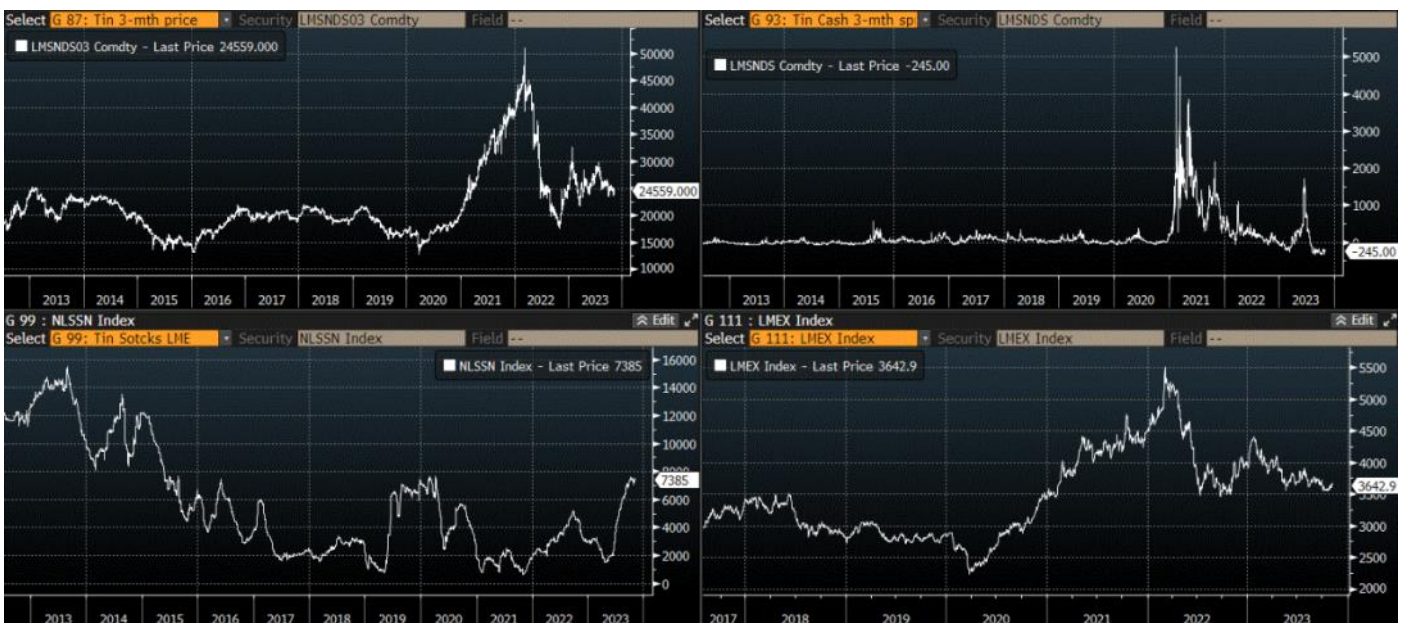 Select G 87: Tin 3-mth price Security LMSNDS03 Comdty Field --
LMSNDS03 Comdty - Last Price 24559.000
50000
45000
40000
35000
30000
24559.000
20000
15000
10000
2013 2014 2015 2016 2017 2018 2019 2020 2021 2022 2023
Select G 93: Tin Cash 3-mth sp Security LMSNDS Comdty Field --
LMSNDS Comdty - Last Price -245.00
5000
4000
3000
2000
1000
0
-245.00
2013 2014 2015 2016 2017 2018 2019 2020 2021 2022 2023
G 99 : NLSSN Index Edit
Select G 99: Tin Sotcks LME Security NLSSN Index Field --
NLSSN Index - Last Price 7385
16000
14000
12000
10000
8000
7385
6000
4000
2000
0
2013 2014 2015 2016 2017 2018 2019 2020 2021 2022 2023
G 111 : LMEX Index Edit
Select G 111: LMEX Index Security LMEX Index Field --
LMEX Index - Last Price 3642.9
5500
5000
4500
4000
3642.9
3500
3000
2500
2000
2017 2018 2019 2020 2021 2022 2023